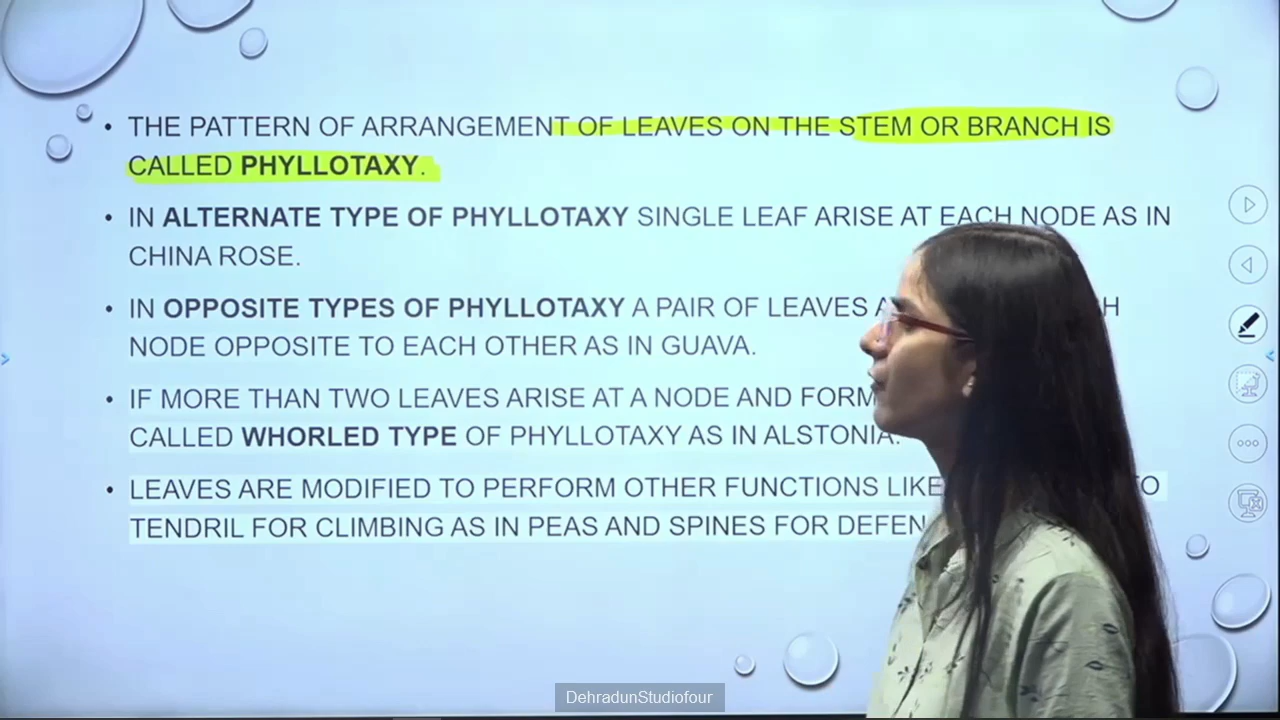 • THE PATTERN OF ARRANGEMENT OF LEAVES ON THE STEM OR BRANCH IS
CALLED PHYLLOTAXY.
• IN ALTERNATE TYPE OF PHYLLOTAXY SINGLE LEAF ARISE AT EACH NODE AS IN
CHINA ROSE.
• IN OPPOSITE TYPES OF PHYLLOTAXY A PAIR OF LEAVES
NODE OPPOSITE TO EACH OTHER AS IN GUAVA.
• IF MORE THAN TWO LEAVES ARISE AT A NODE AND FORM
CALLED WHORLED TYPE OF PHYLLOTAXY AS IN ALSTONIA.
• LEAVES ARE MODIFIED TO PERFORM OTHER FUNCTIONS LIKE TO
TENDRIL FOR CLIMBING AS IN PEAS AND SPINES FOR
DehradunStudiofour